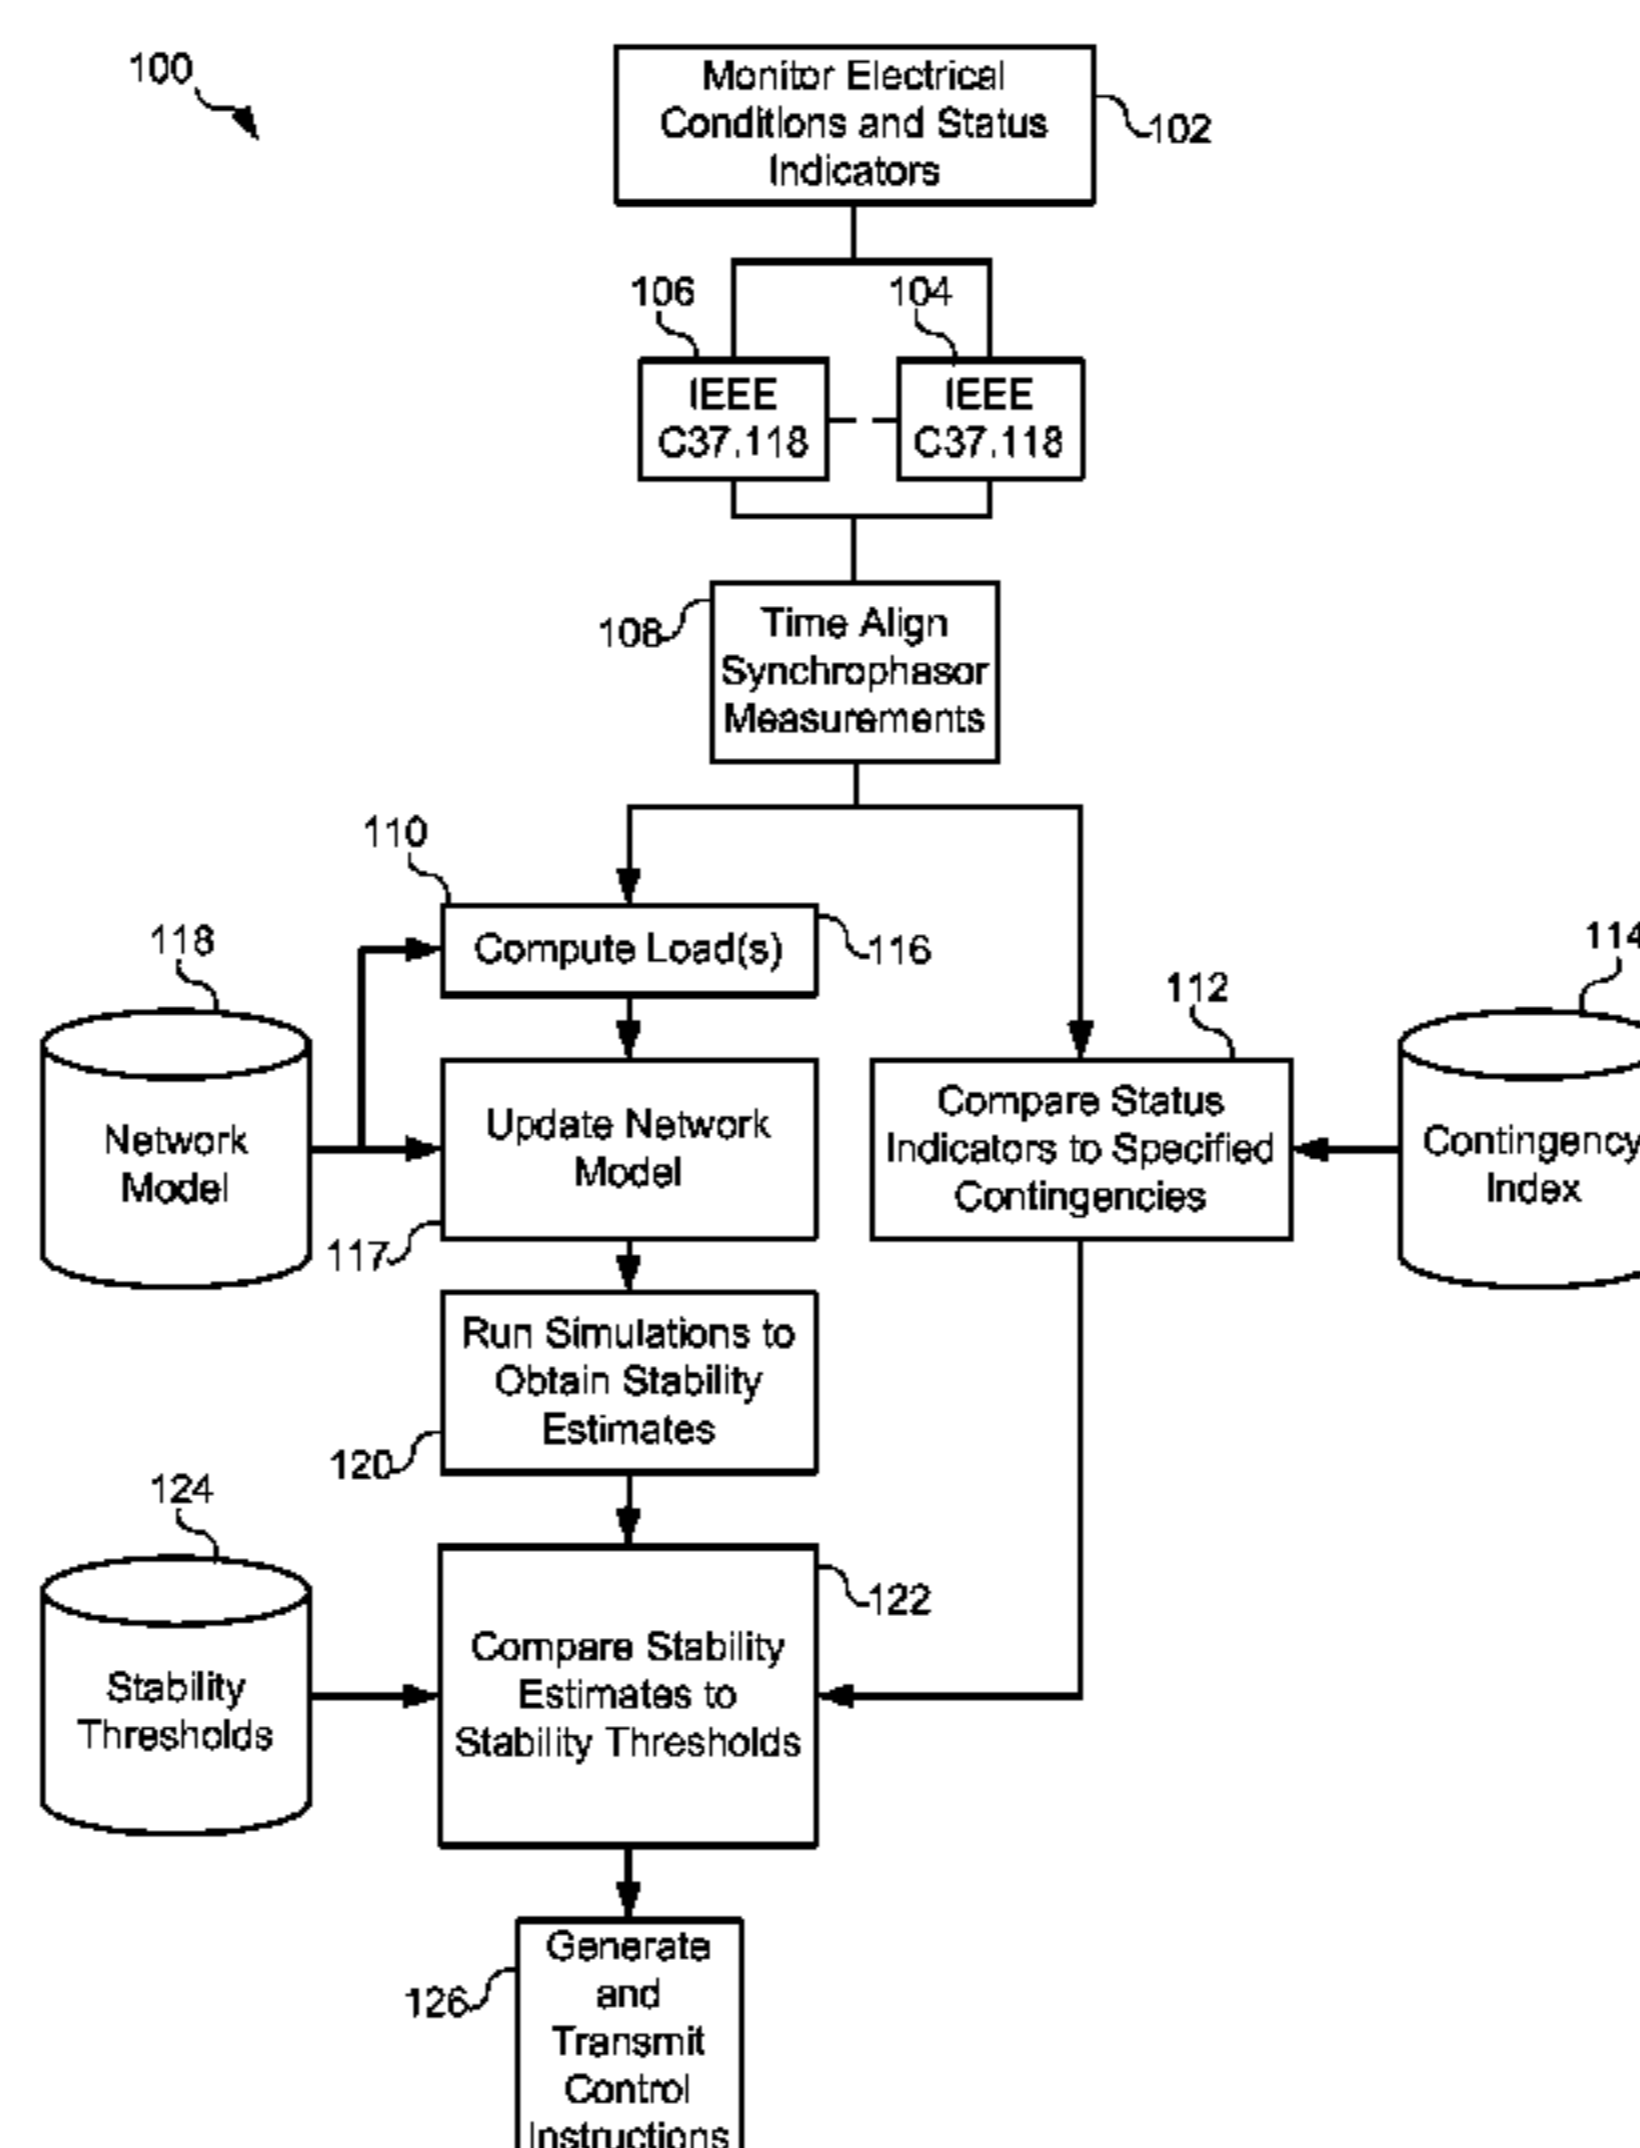 100
Monitor Electrical
Conditions and Status
Indicators
102
106
104
IEEE
C37.118
IEEE
C37.118
108
Time Align
Synchrophasor
Measurements
110
Compute Load(s)
116
118
Network
Model
Update Network
Model
117
112
Compare Status
Indicators to Specified
Contingencies
114
Contingency
Index
Run Simulations to
Obtain Stability
Estimates
120
124
Stability
Thresholds
122
Compare Stability
Estimates to
Stability Thresholds
126
Generate
and
Transmit
Control
Instructions